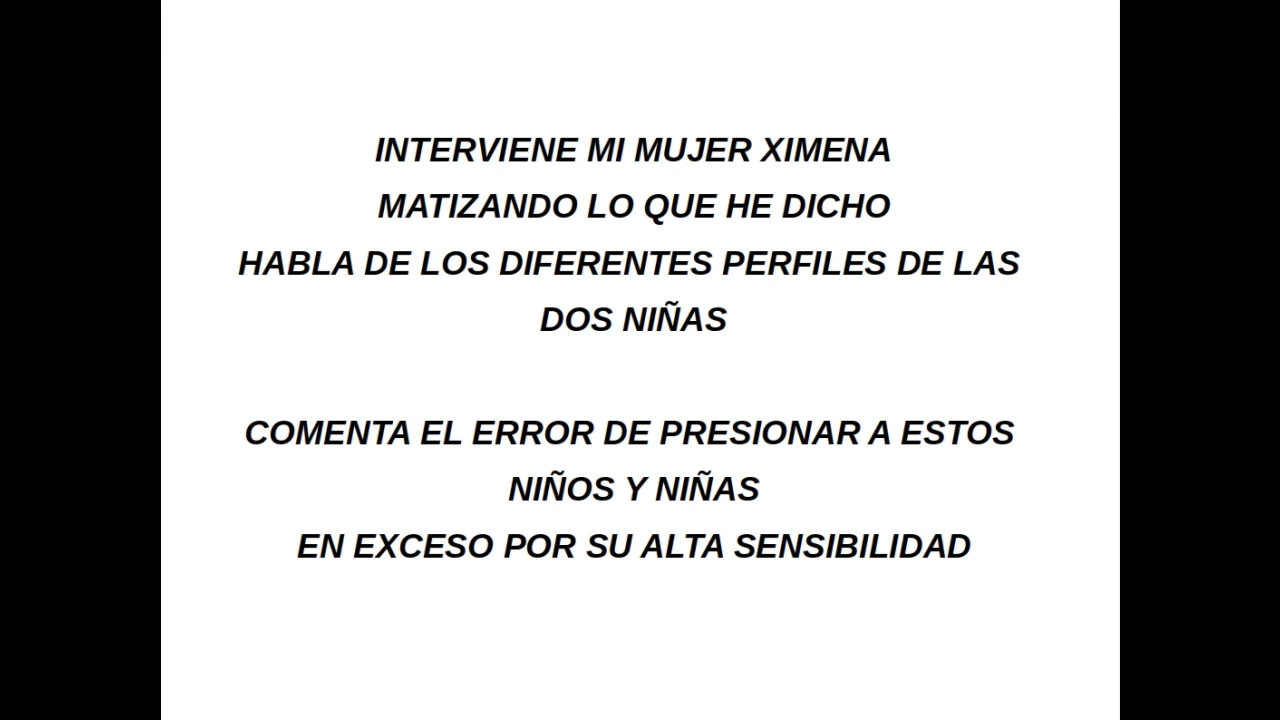 INTERVIENE MI MUJER XIMENA
MATIZANDO LO QUE HE DICHO
HABLA DE LOS DIFERENTES PERFILES DE LAS
DOS NIÑAS
COMENTA EL ERROR DE PRESIONAR A ESTOS
NIÑOS Y NIÑAS
EN EXCESO POR SU ALTA SENSIBILIDAD